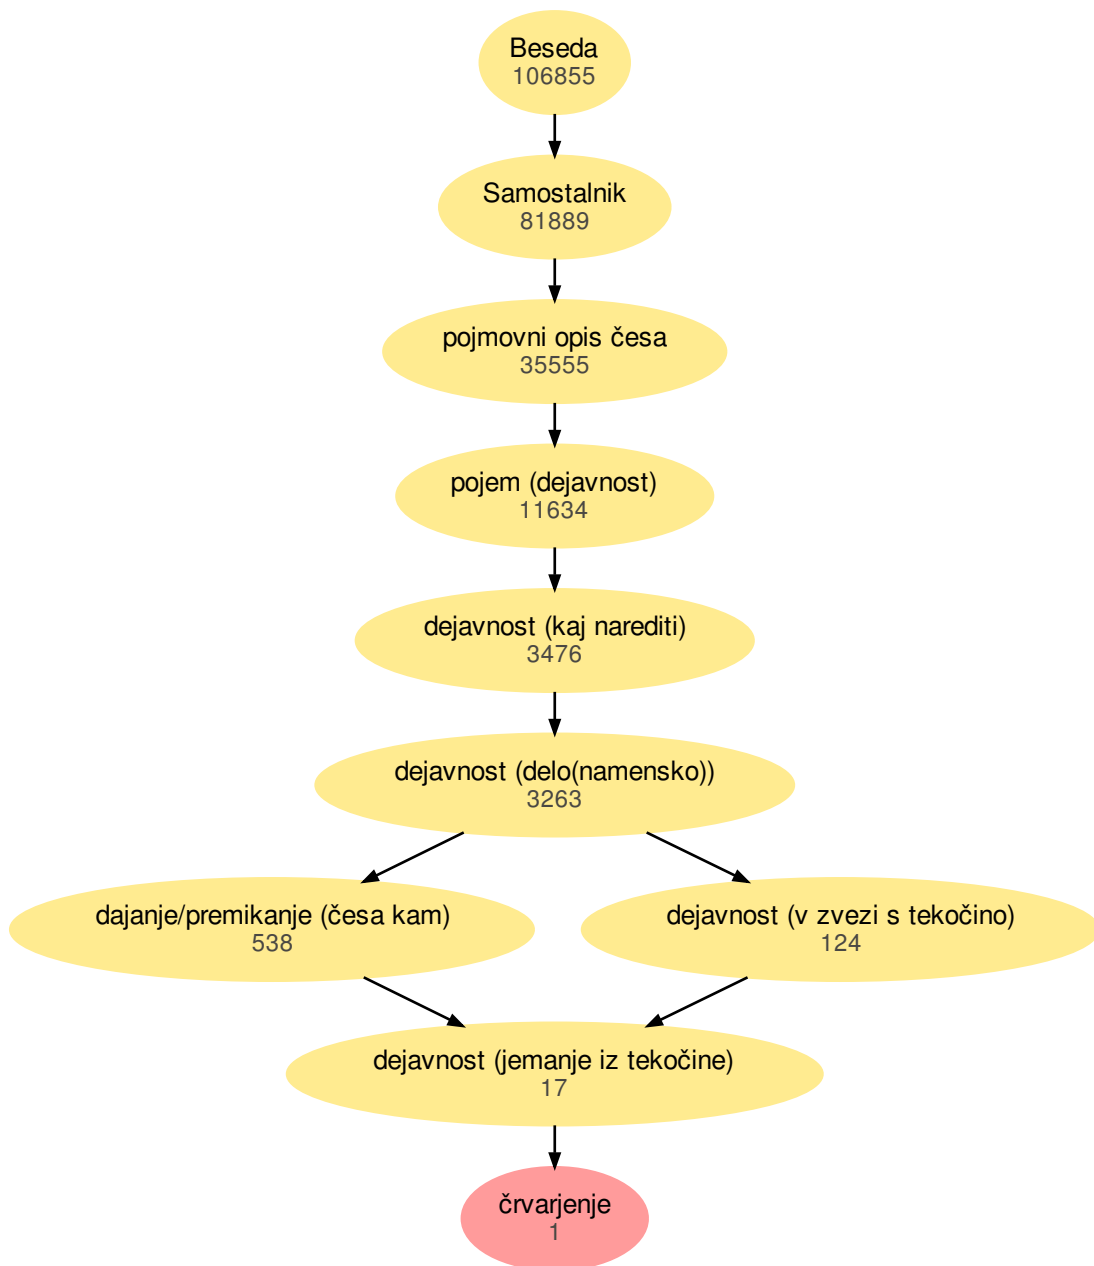 Beseda
106855
Samostalnik
81889
pojmovni opis česa
35555
pojem (dejavnost)
11634
dejavnost (kaj narediti)
3476
dejavnost (delo(namensko))
3263
dajanje/premikanje (česa kam)
538
dejavnost (v zvezi s tekočino)
124
dejavnost (jemanje iz tekočine)
17
črvarjenje
1